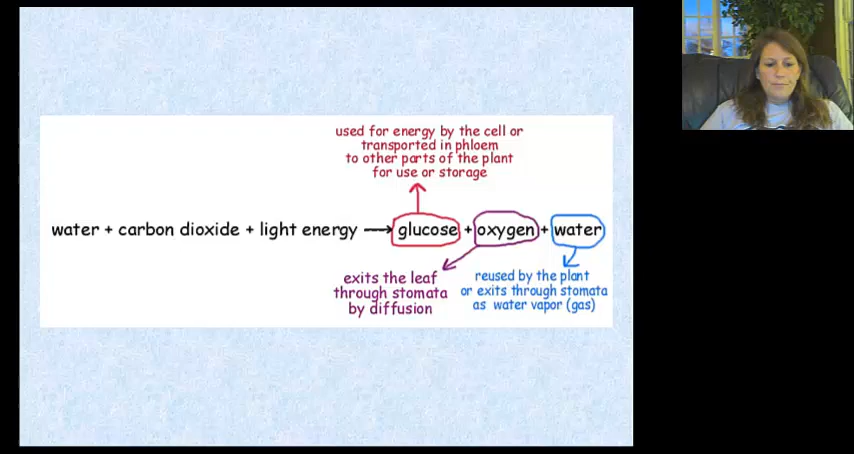 used for energy by the cell or
transported in phloem
to other parts of the plant
for use or storage
water + carbon dioxide + light energy → glucose + oxygen + water
exits the leaf
through stomata
by diffusion
reused by the plant
or exits through stomata
as water vapor (gas)